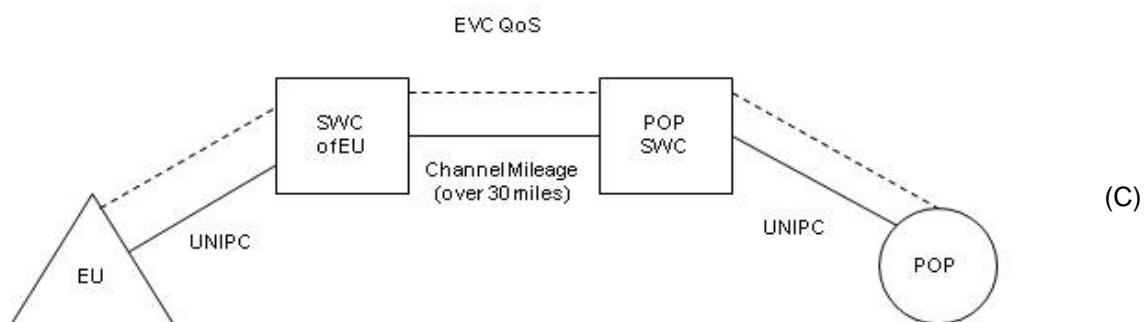 EVC QoS
SWC
of EU
POP
SWC
Channel Mileage
(over 30 miles)
(C)
UNIPC
UNIPC
EU
POP